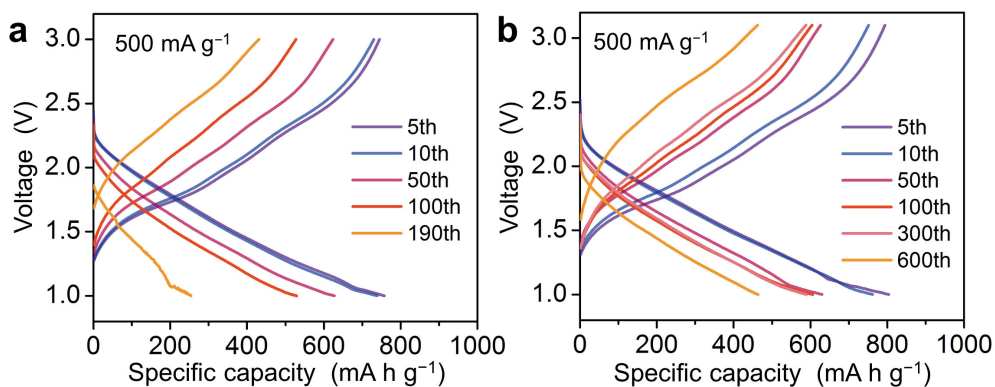 a
500 mA g⁻¹
3.0
2.5
2.0
1.5
1.0
Voltage (V)
5th
10th
50th
100th
190th
0 200 400 600 800 1000
Specific capacity (mA h g⁻¹)
b
500 mA g⁻¹
3.0
2.5
2.0
1.5
1.0
Voltage (V)
5th
10th
50th
100th
300th
600th
0 200 400 600 800 1000
Specific capacity (mA h g⁻¹)